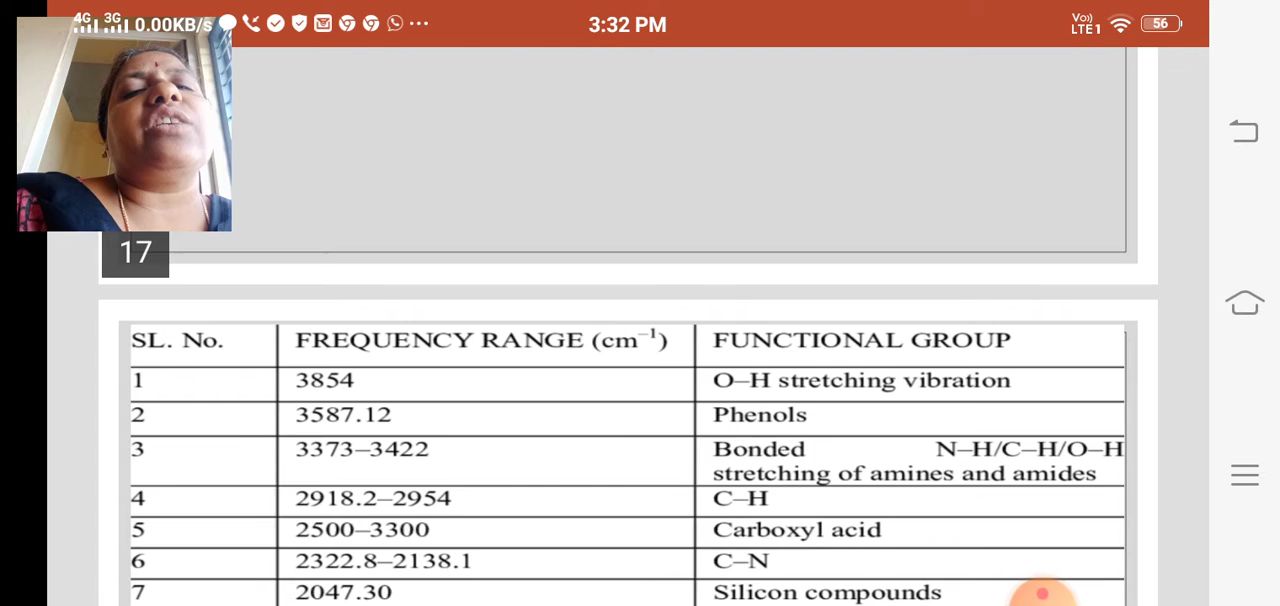 4G 3G 0.00KB/s ... 3:32 PM Vo)) LTE1 56
17
SL. No. FREQUENCY RANGE (cm⁻¹) FUNCTIONAL GROUP
1 3854 O–H stretching vibration
2 3587.12 Phenols
3 3373–3422 Bonded N–H/C–H/O–H
stretching of amines and amides
4 2918.2–2954 C–H
5 2500–3300 Carboxyl acid
6 2322.8–2138.1 C–N
7 2047.30 Silicon compounds